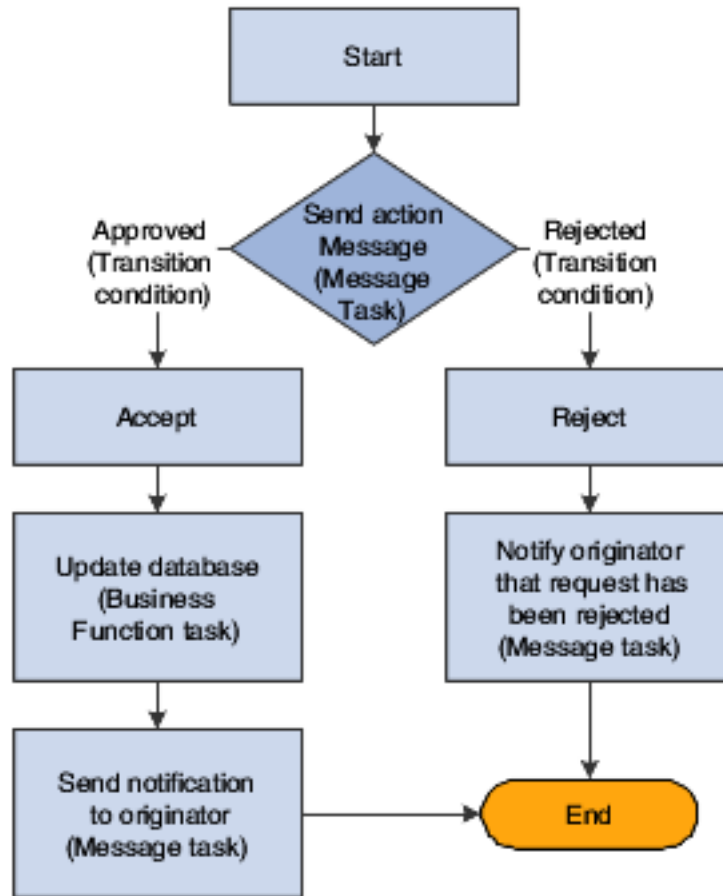 Start
Send action
Message
(Message
Task)
Approved
(Transition
condition)
Rejected
(Transition
condition)
Accept
Reject
Update database
(Business
Function task)
Notify originator
that request has
been rejected
(Message task)
Send notification
to originator
(Message task)
End